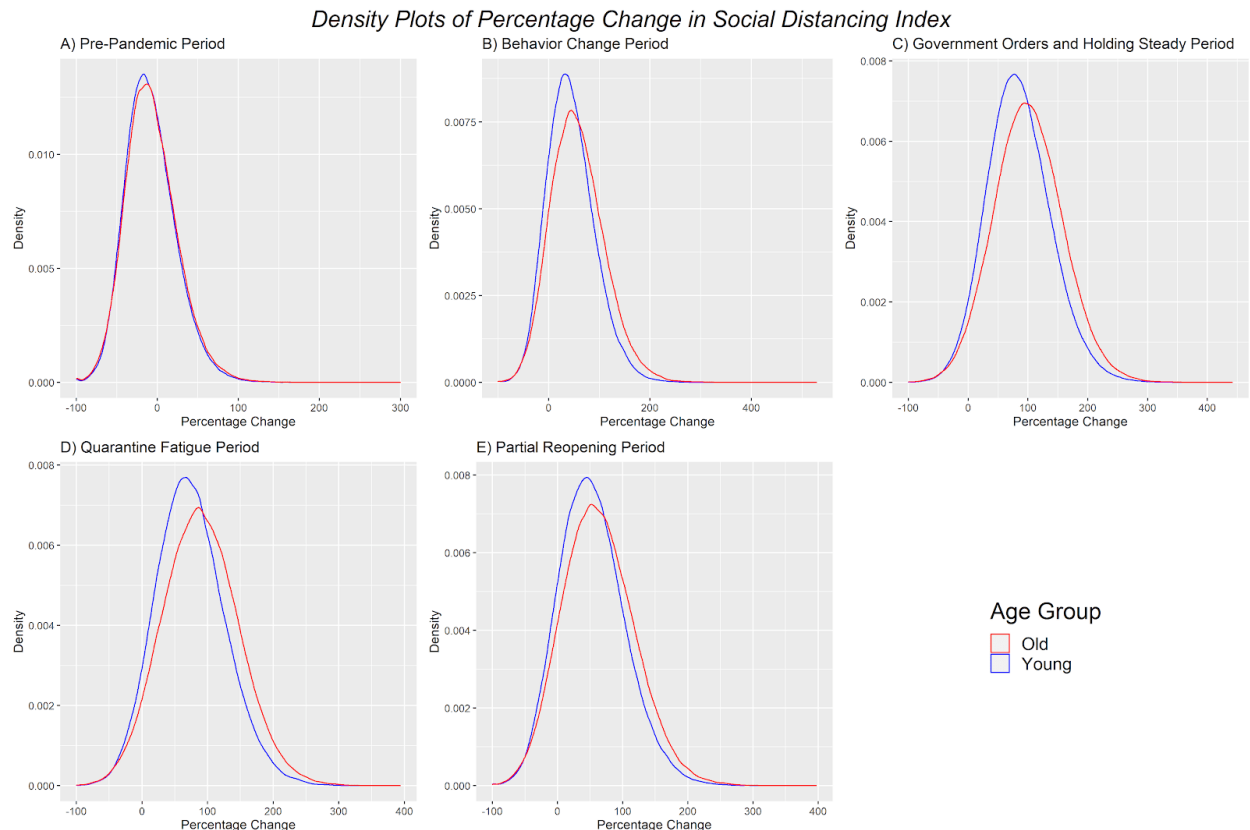 Density Plots of Percentage Change in Social Distancing Index
A) Pre-Pandemic Period
Density
0.010
0.005
0.000
-100 0 100 200 300
Percentage Change
B) Behavior Change Period
Density
0.0075
0.0050
0.0025
0.0000
0 200 400
Percentage Change
C) Government Orders and Holding Steady Period
Density
0.008
0.006
0.004
0.002
0.000
-100 0 100 200 300 400
Percentage Change
D) Quarantine Fatigue Period
Density
0.008
0.006
0.004
0.002
0.000
-100 0 100 200 300 400
Percentage Change
E) Partial Reopening Period
Density
0.008
0.006
0.004
0.002
0.000
-100 0 100 200 300 400
Percentage Change
Age Group
Old
Young